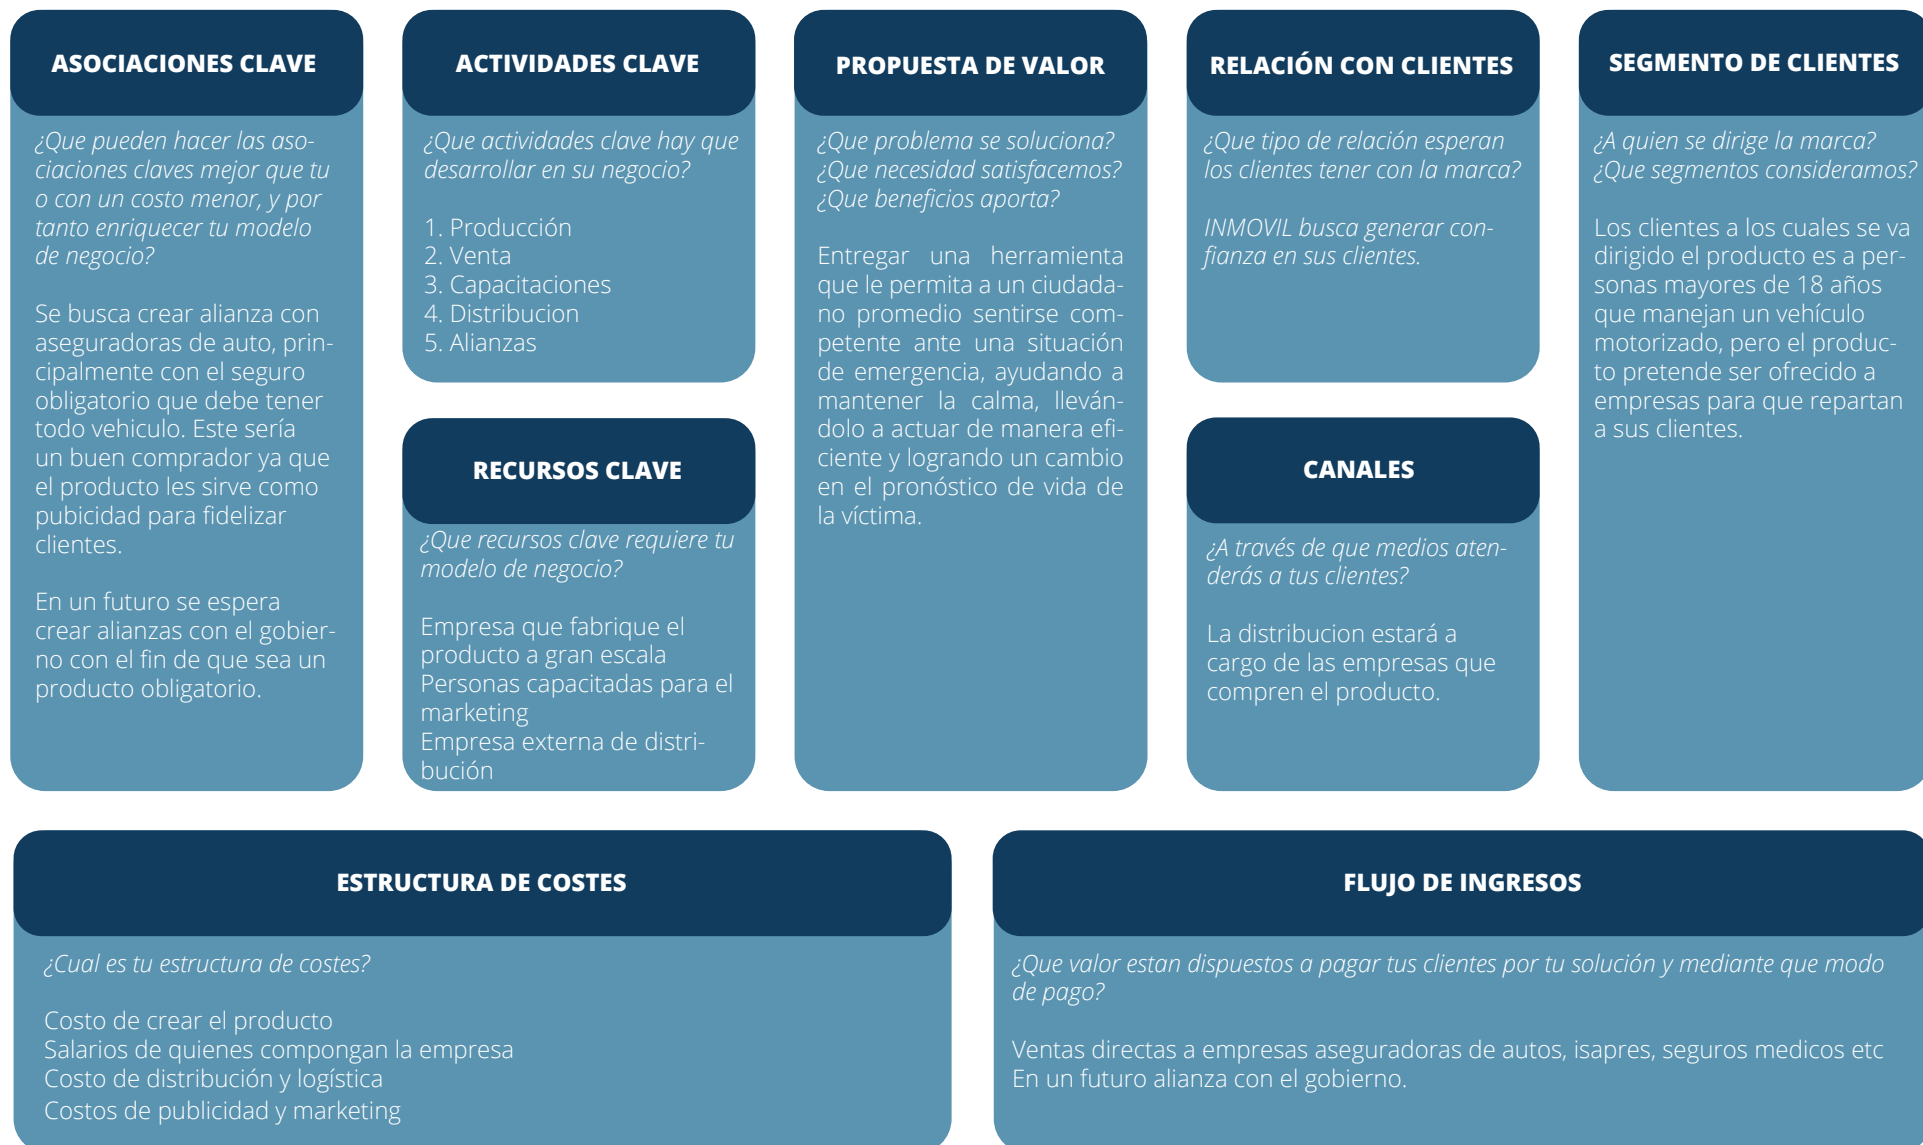 ASOCIACIONES CLAVE
¿Que pueden hacer las aso-
ciaciones claves mejor que tu
o con un costo menor, y por
tanto enriquecer tu modelo
de negocio?
Se busca crear alianza con
aseguradoras de auto, prin-
cipalmente con el seguro
obligatorio que debe tener
todo vehiculo. Este sería
un buen comprador ya que
el producto les sirve como
pubicidad para fidelizar
clientes.
En un futuro se espera
crear alianzas con el gobier-
no con el fin de que sea un
producto obligatorio.
ACTIVIDADES CLAVE
¿Que actividades clave hay que
desarrollar en su negocio?
1. Producción
2. Venta
3. Capacitaciones
4. Distribucion
5. Alianzas
RECURSOS CLAVE
¿Que recursos clave requiere tu
modelo de negocio?
Empresa que fabrique el
producto a gran escala
Personas capacitadas para el
marketing
Empresa externa de distri-
bución
PROPUESTA DE VALOR
¿Que problema se soluciona?
¿Que necesidad satisfacemos?
¿Que beneficios aporta?
Entregar una herramienta
que le permita a un ciudada-
no promedio sentirse com-
petente ante una situación
de emergencia, ayudando a
mantener la calma, lleván-
dolo a actuar de manera efi-
ciente y logrando un cambio
en el pronóstico de vida de
la víctima.
RELACIÓN CON CLIENTES
¿Que tipo de relación esperan
los clientes tener con la marca?
INMOVIL busca generar con-
fianza en sus clientes.
CANALES
¿A través de que medios aten-
derás a tus clientes?
La distribucion estará a
cargo de las empresas que
compren el producto.
SEGMENTO DE CLIENTES
¿A quien se dirige la marca?
¿Que segmentos consideramos?
Los clientes a los cuales se va
dirigido el producto es a per-
sonas mayores de 18 años
que manejan un vehículo
motorizado, pero el produc-
to pretende ser ofrecido a
empresas para que repartan
a sus clientes.
ESTRUCTURA DE COSTES
¿Cual es tu estructura de costes?
Costo de crear el producto
Salarios de quienes compongan la empresa
Costo de distribución y logística
Costos de publicidad y marketing
FLUJO DE INGRESOS
¿Que valor estan dispuestos a pagar tus clientes por tu solución y mediante que modo
de pago?
Ventas directas a empresas aseguradoras de autos, isapres, seguros medicos etc
En un futuro alianza con el gobierno.